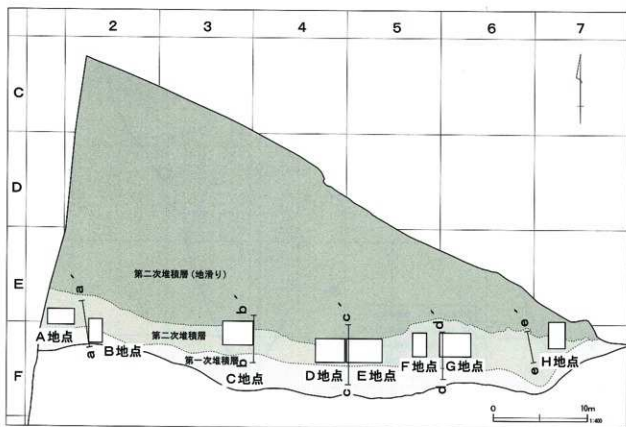 2 3 4 5 6 7
C
D
E
F
第二次堆積層(地滑り)
a b c d e
A地点
第二次堆積層
B地点
第一次堆積層
C地点
D地点
E地点
F地点
G地点
H地点
a' b' c' d' e'
0 10m
1:400